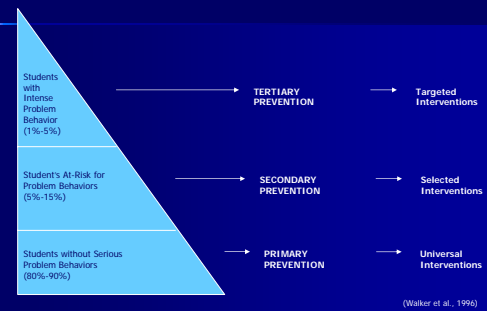 Students
with
Intense
Problem
Behavior
(1%-5%)
TERTIARY
PREVENTION
Targeted
Interventions
Student's At-Risk for
Problem Behaviors
(5%-15%)
SECONDARY
PREVENTION
Selected
Interventions
Students without Serious
Problem Behaviors
(80%-90%)
PRIMARY
PREVENTION
Universal
Interventions
(Walker et al., 1996)